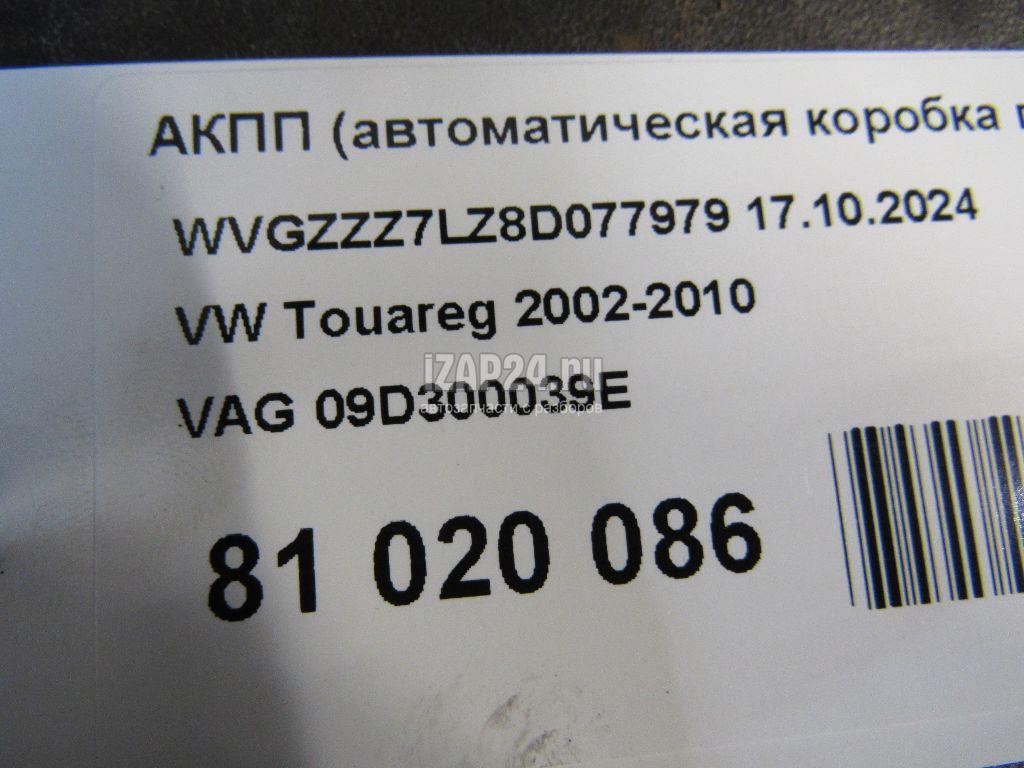 АКПП (автоматическая коробка п
WVGZZZ7LZ8D077979 17.10.2024
VW Touareg 2002-2010
iZAP24.ru
VAG 09D300039E
автозапчасти с разборов
81 020 086